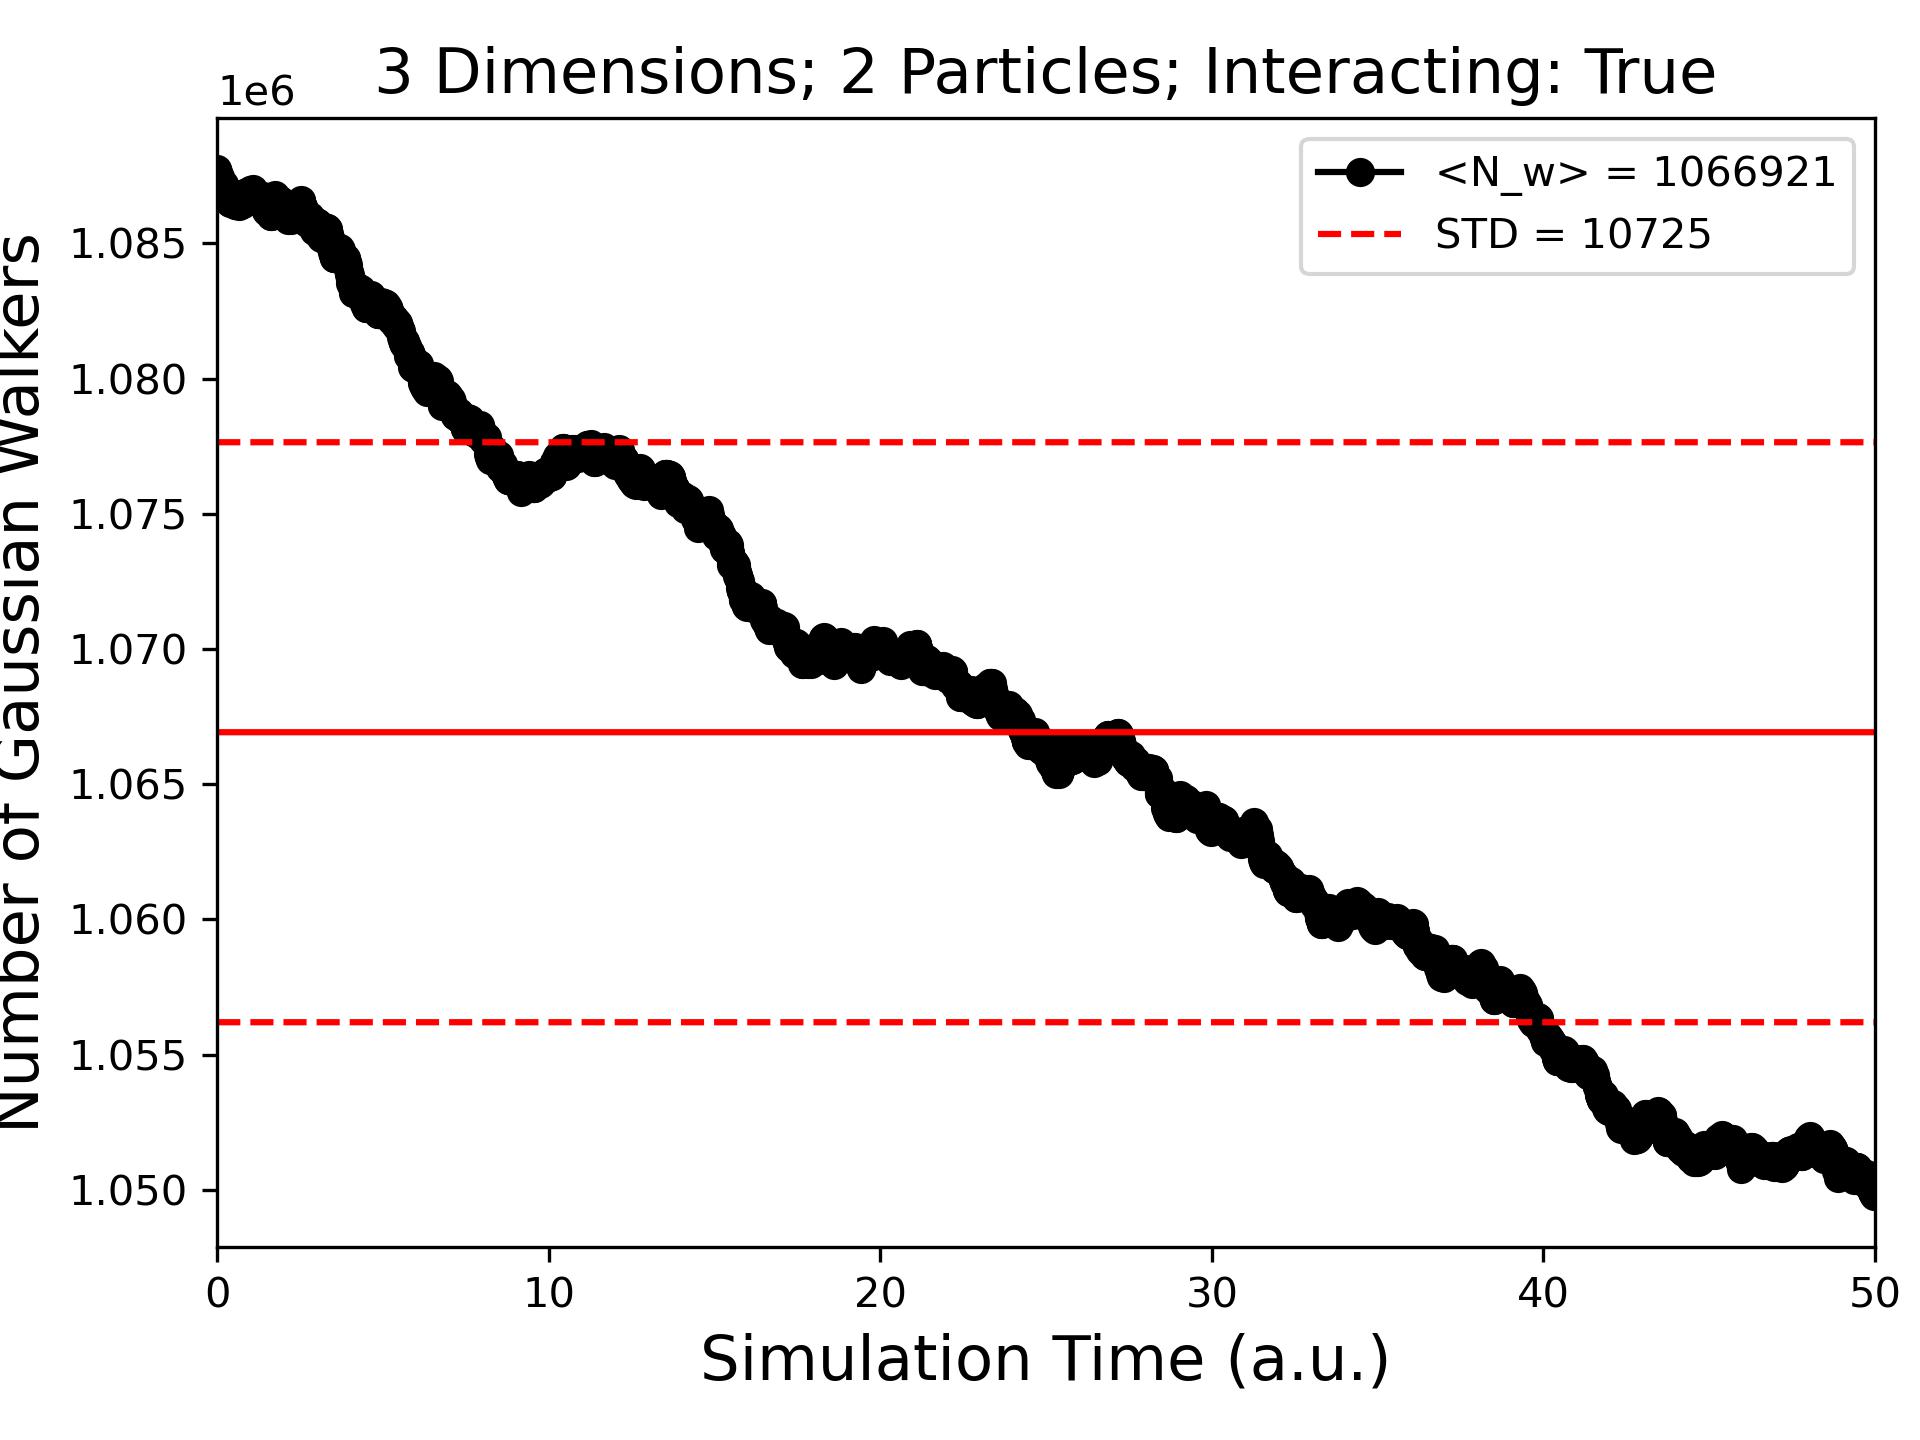 3 Dimensions; 2 Particles; Interacting: True
1e6
<N_w> = 1066921
STD = 10725
Number of Gaussian Walkers
1.085
1.080
1.075
1.070
1.065
1.060
1.055
1.050
0 10 20 30 40 50
Simulation Time (a.u.)